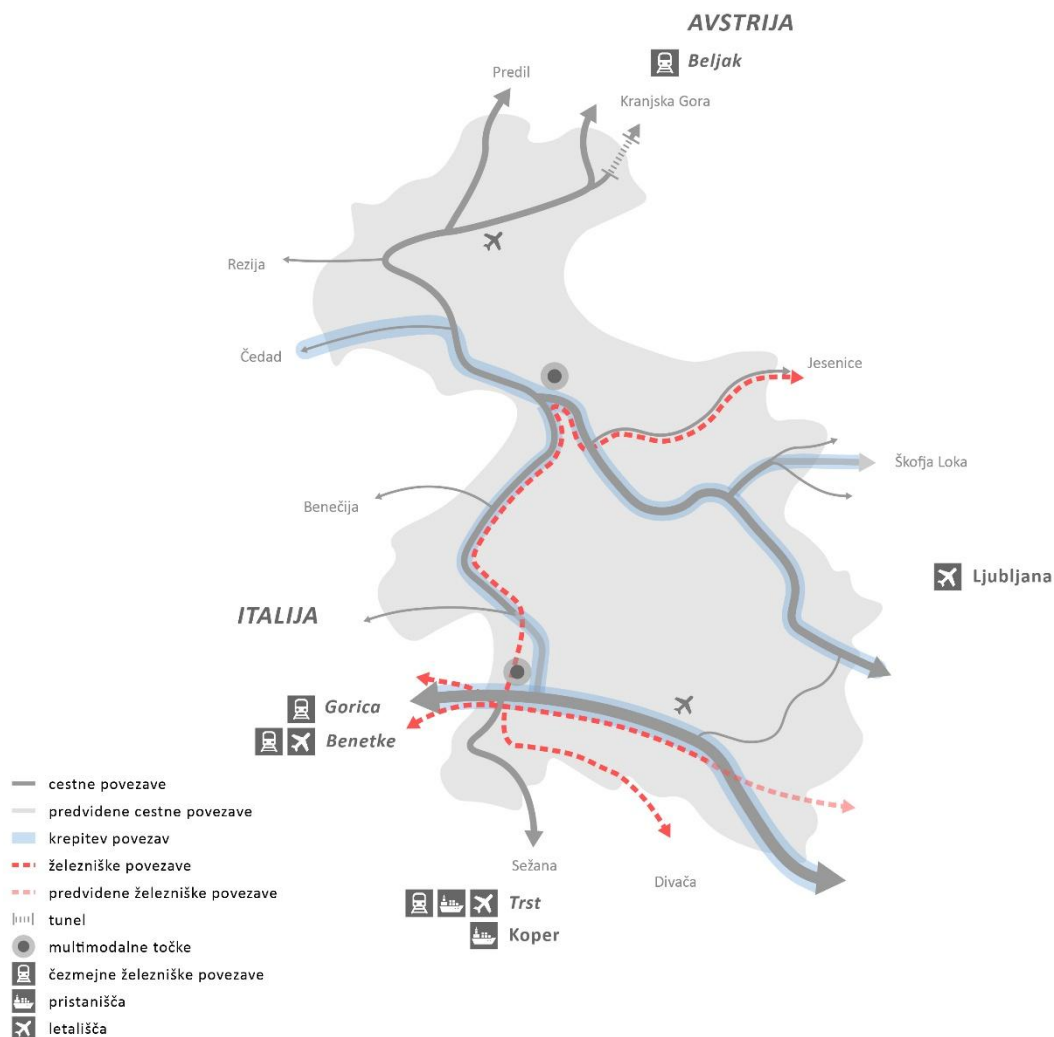 AVSTRIJA
Beljak
Predil
Kranjska Gora
Rezija
Čedad
Jesenice
Škofja Loka
Benečija
Ljubljana
ITALIJA
Gorica
Benetke
Sežana
Divača
Trst
Koper
cestne povezave
predvidene cestne povezave
krepitev povezav
železniške povezave
predvidene železniške povezave
tunel
multimodalne točke
čezmejne železniške povezave
pristanišča
letališča